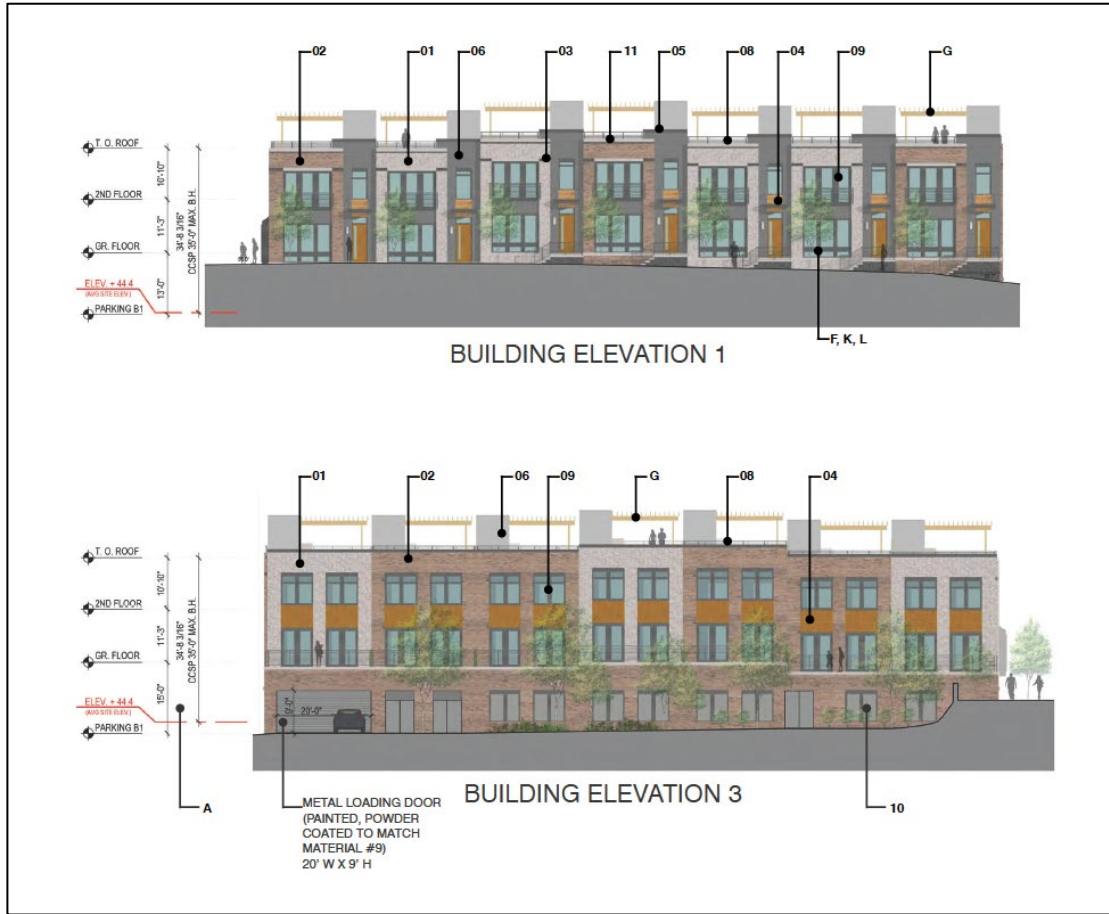 02
01
06
03
11
05
08
04
09
G
T. O. ROOF
10'-10"
2ND FLOOR
11'-3"
34'-8 3/16"
CCSP 35'-0" MAX. B.H.
GR. FLOOR
13'-0"
ELEV. + 44.4
(AVG SITE ELEV.)
PARKING B1
F, K, L
BUILDING ELEVATION 1
01
02
06
09
G
08
04
T. O. ROOF
10'-10"
2ND FLOOR
11'-3"
34'-8 3/16"
CCSP 35'-0" MAX. B.H.
GR. FLOOR
15'-0"
ELEV. + 44.4
(AVG SITE ELEV.)
PARKING B1
9'-0"
20'-0"
A
METAL LOADING DOOR
(PAINTED, POWDER
COATED TO MATCH
MATERIAL #9)
20' W X 9' H
BUILDING ELEVATION 3
10